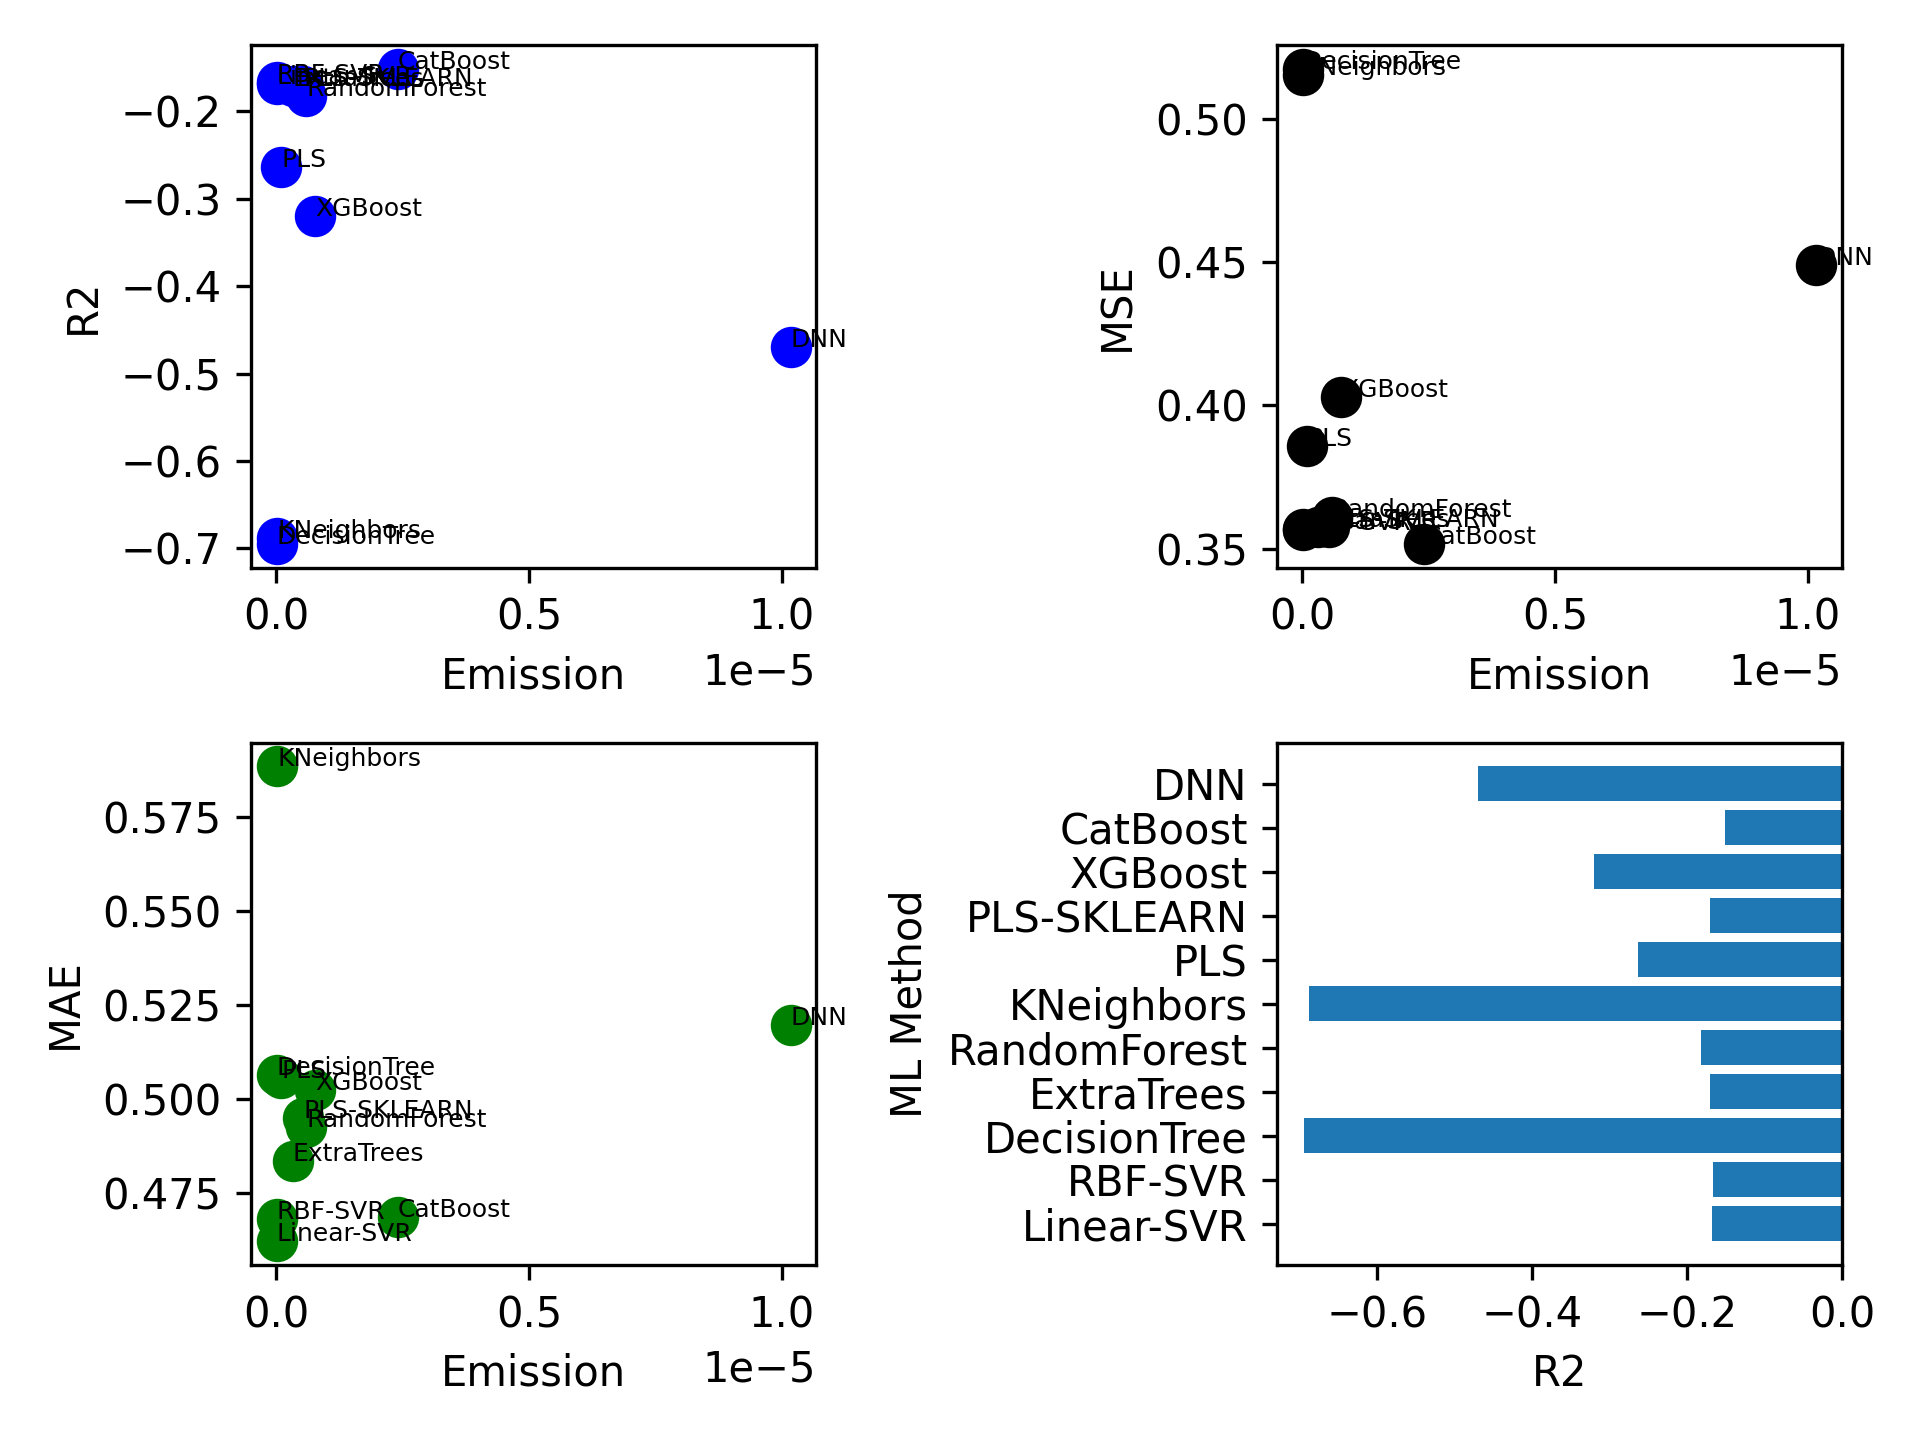 CatBoost
RandomForest
PLS
XGBoost
DNN
KNeighbors
DecisionTree
−0.2
−0.3
−0.4
−0.5
−0.6
−0.7
R2
0.0 0.5 1.0
Emission 1e−5
DNN
XGBoost
PLS
RandomForest
CatBoost
0.50
0.45
0.40
0.35
MSE
0.0 0.5 1.0
Emission 1e−5
KNeighbors
DNN
DecisionTree
PLS
XGBoost
PLS-SKLEARN
RandomForest
ExtraTrees
RBF-SVR
CatBoost
Linear-SVR
0.575
0.550
0.525
0.500
0.475
MAE
0.0 0.5 1.0
Emission 1e−5
DNN
CatBoost
XGBoost
PLS-SKLEARN
PLS
KNeighbors
RandomForest
ExtraTrees
DecisionTree
RBF-SVR
Linear-SVR
ML Method
−0.6 −0.4 −0.2 0.0
R2